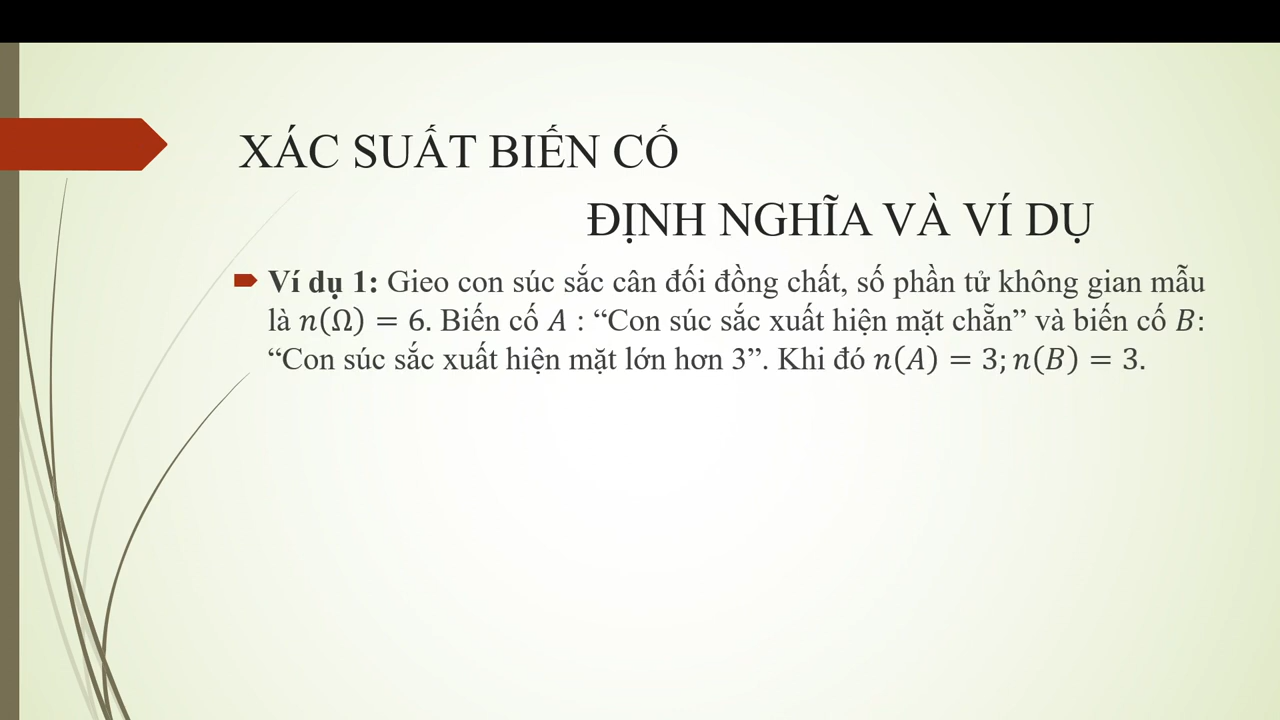 XÁC SUẤT BIẾN CỐ
ĐỊNH NGHĨA VÀ VÍ DỤ
Ví dụ 1: Gieo con súc sắc cân đối đồng chất, số phần tử không gian mẫu
là n(Ω) = 6. Biến cố A : “Con súc sắc xuất hiện mặt chẵn” và biến cố B:
“Con súc sắc xuất hiện mặt lớn hơn 3”. Khi đó n(A) = 3; n(B) = 3.